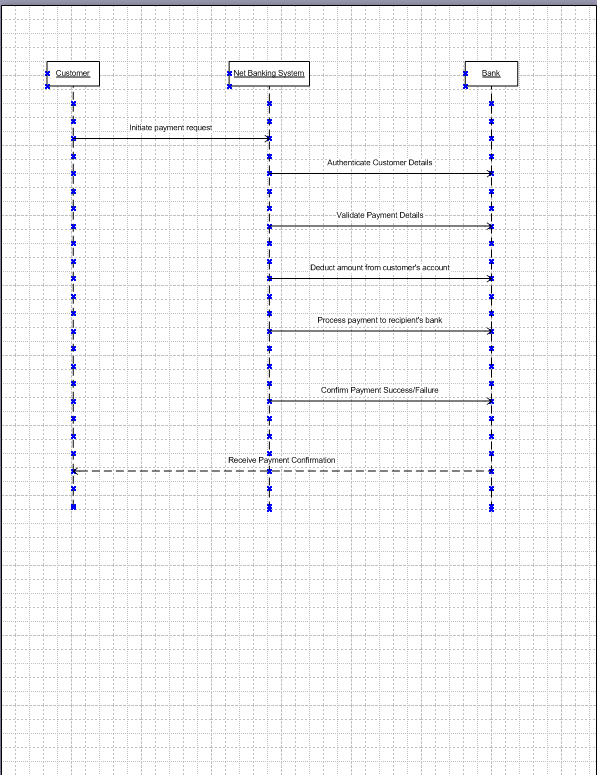 Customer
Net Banking System
Bank
Initiate payment request
Authenticate Customer Details
Validate Payment Details
Deduct amount from customer's account
Process payment to recipient's bank
Confirm Payment Success/Failure
Receive Payment Confirmation